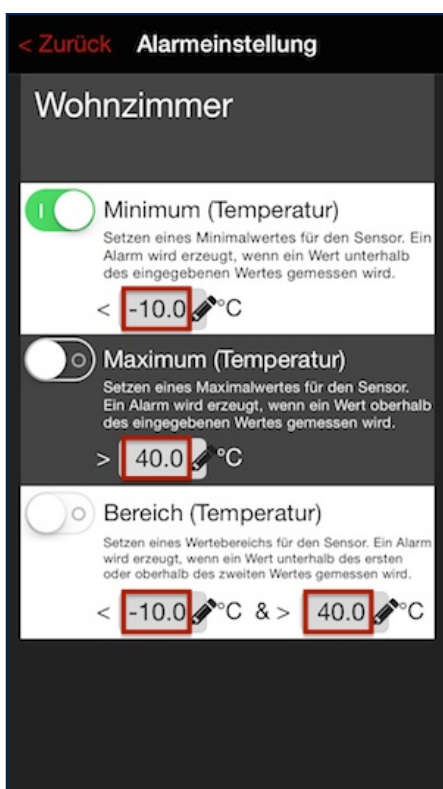 < Zurück Alarmeinstellung
Wohnzimmer
Minimum (Temperatur)
Setzen eines Minimalwertes für den Sensor. Ein
Alarm wird erzeugt, wenn ein Wert unterhalb
des eingegebenen Wertes gemessen wird.
< -10.0 °C
Maximum (Temperatur)
Setzen eines Maximalwertes für den Sensor.
Ein Alarm wird erzeugt, wenn ein Wert oberhalb
des eingegebenen Wertes gemessen wird.
> 40.0 °C
Bereich (Temperatur)
Setzen eines Wertebereichs für den Sensor. Ein Alarm
wird erzeugt, wenn ein Wert unterhalb des ersten
oder oberhalb des zweiten Wertes gemessen wird.
< -10.0 °C & > 40.0 °C